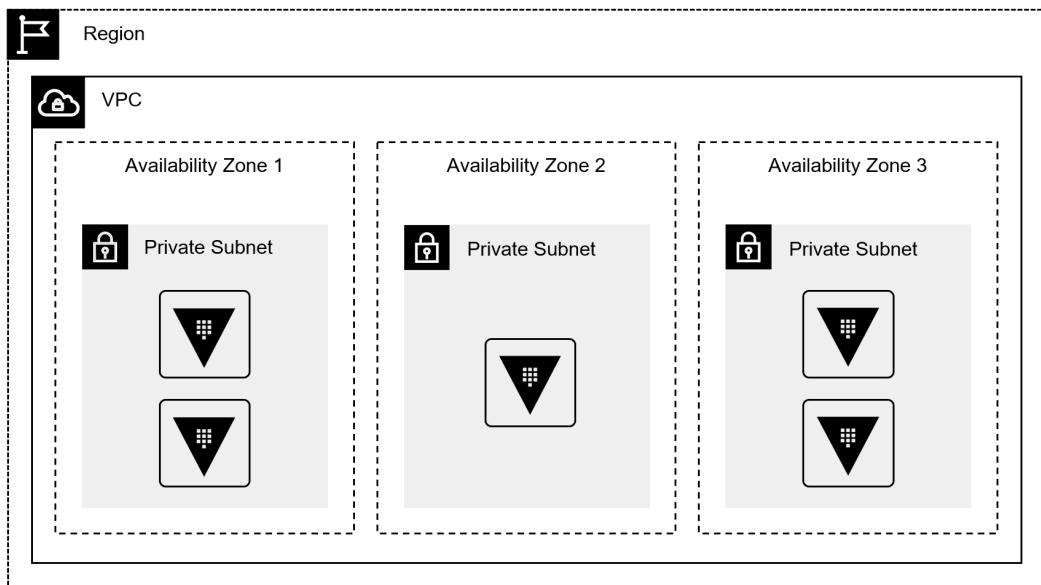 Region
VPC
Availability Zone 1
Availability Zone 2
Availability Zone 3
Private Subnet
Private Subnet
Private Subnet